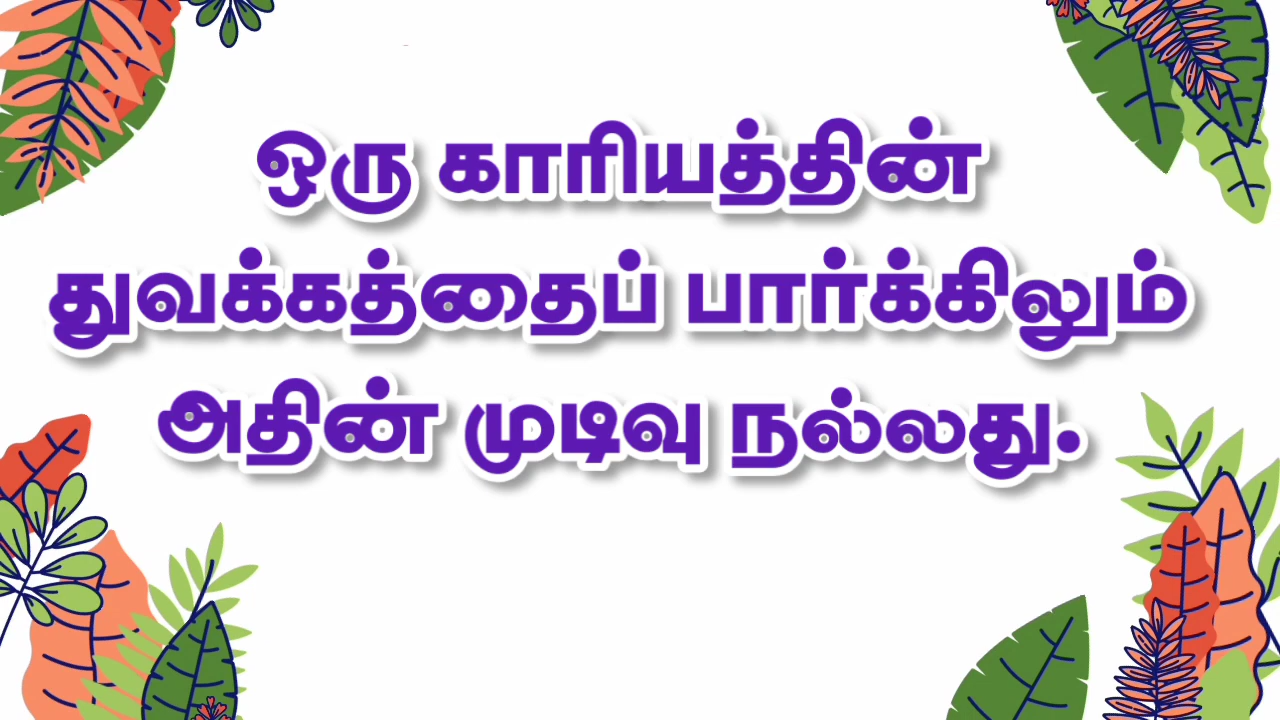 ஒரு காரியத்தின்
துவக்கத்தைப் பார்க்கிலும்
அதின் முடிவு நல்லது.